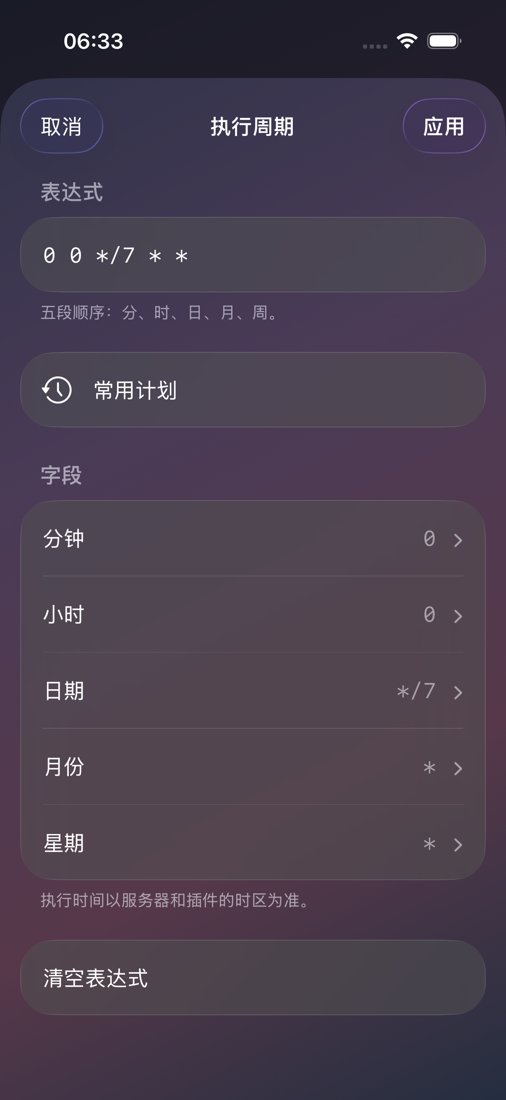 06:33
取消
执行周期
应用
表达式
0 0 */7 * *
五段顺序：分、时、日、月、周。
常用计划
字段
分钟 0
小时 0
日期 */7
月份 *
星期 *
执行时间以服务器和插件的时区为准。
清空表达式